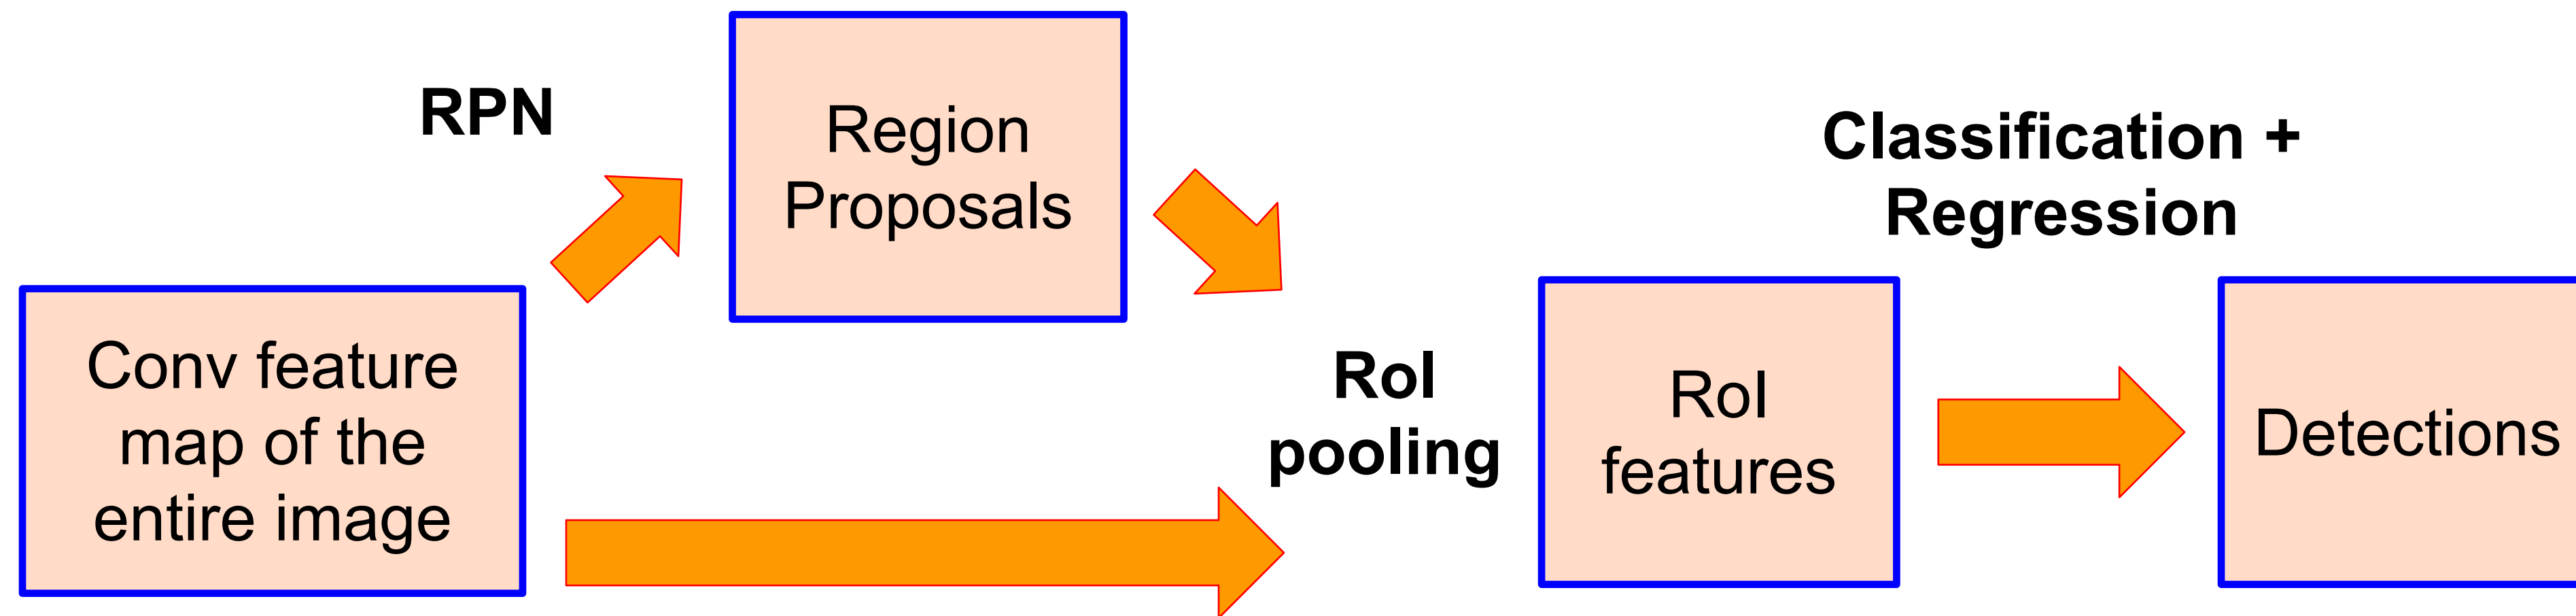 RPN
Region
Proposals
Classification +
Regression
Conv feature
map of the
entire image
RoI
pooling
RoI
features
Detections